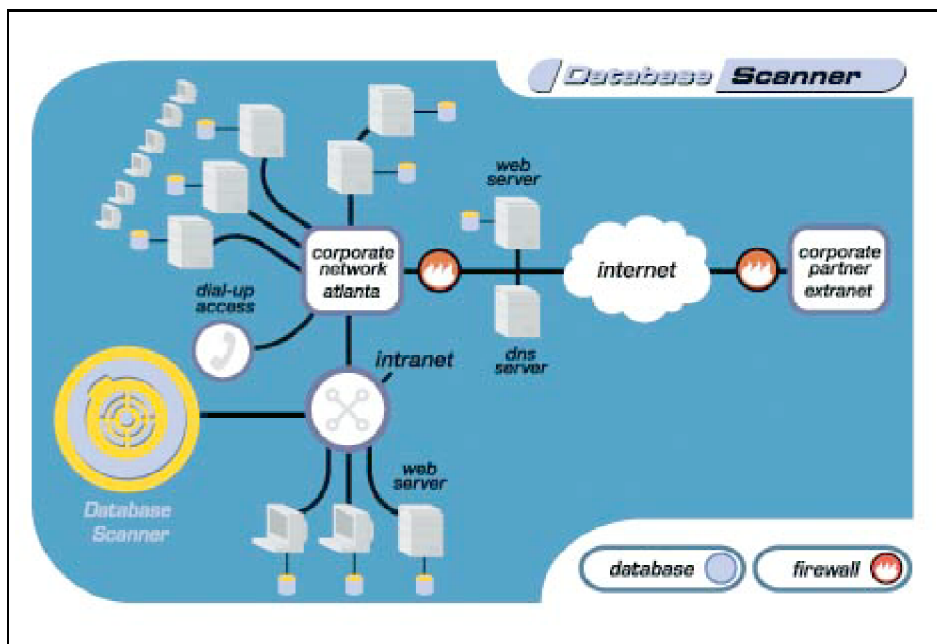 Database Scanner
web
server
corporate
network
atlanta
internet
corporate
partner
extranet
dial-up
access
dns
server
intranet
web
server
Database
Scanner
database
firewall